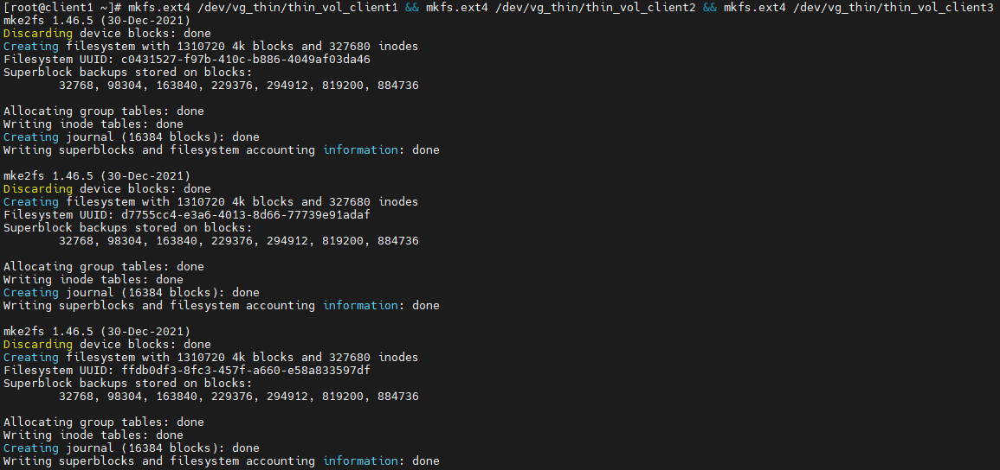 [root@client1 ~]# mkfs.ext4 /dev/vg_thin/thin_vol_client1 && mkfs.ext4 /dev/vg_thin/thin_vol_client2 && mkfs.ext4 /dev/vg_thin/thin_vol_client3
mke2fs 1.46.5 (30-Dec-2021)
Discarding device blocks: done
Creating filesystem with 1310720 4k blocks and 327680 inodes
Filesystem UUID: c0431527-f97b-410c-b886-4049af03da46
Superblock backups stored on blocks:
        32768, 98304, 163840, 229376, 294912, 819200, 884736

Allocating group tables: done
Writing inode tables: done
Creating journal (16384 blocks): done
Writing superblocks and filesystem accounting information: done

mke2fs 1.46.5 (30-Dec-2021)
Discarding device blocks: done
Creating filesystem with 1310720 4k blocks and 327680 inodes
Filesystem UUID: d7755cc4-e3a6-4013-8d66-77739e91adaf
Superblock backups stored on blocks:
        32768, 98304, 163840, 229376, 294912, 819200, 884736

Allocating group tables: done
Writing inode tables: done
Creating journal (16384 blocks): done
Writing superblocks and filesystem accounting information: done

mke2fs 1.46.5 (30-Dec-2021)
Discarding device blocks: done
Creating filesystem with 1310720 4k blocks and 327680 inodes
Filesystem UUID: ffdb0df3-8fc3-457f-a660-e58a833597df
Superblock backups stored on blocks:
        32768, 98304, 163840, 229376, 294912, 819200, 884736

Allocating group tables: done
Writing inode tables: done
Creating journal (16384 blocks): done
Writing superblocks and filesystem accounting information: done